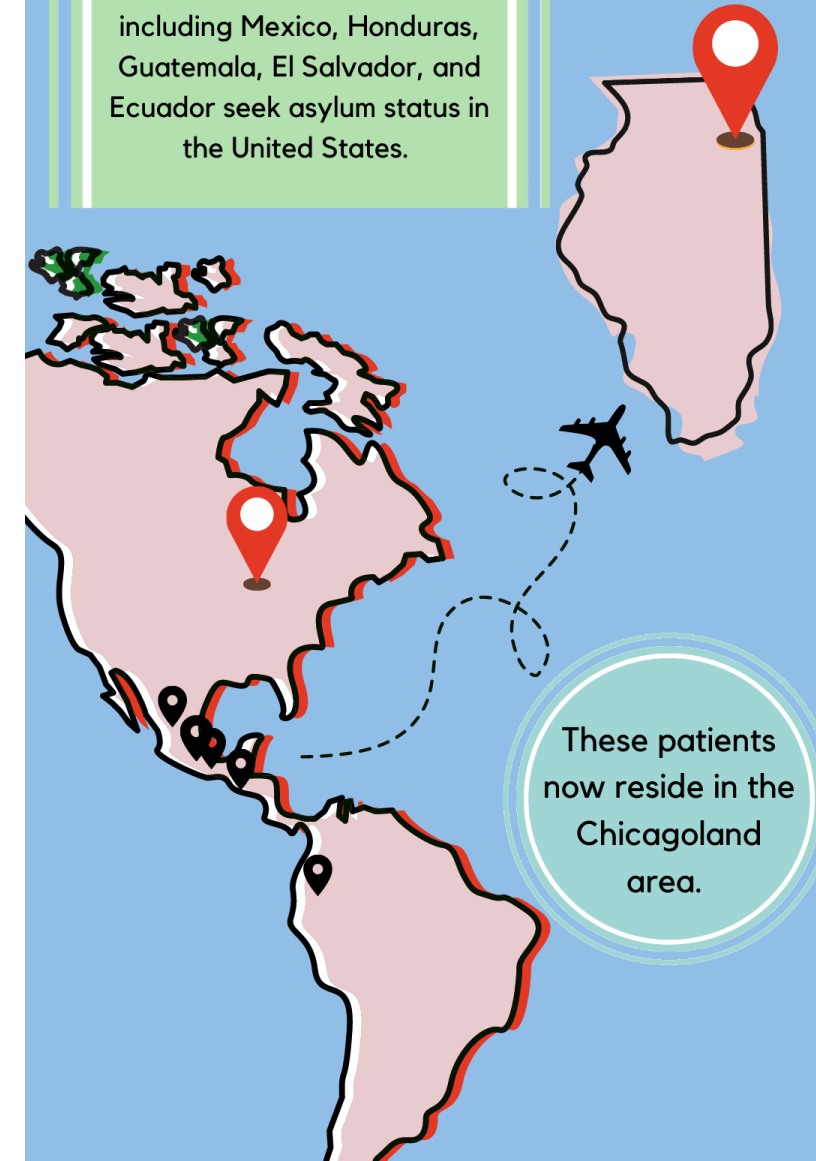 including Mexico, Honduras,
Guatemala, El Salvador, and
Ecuador seek asylum status in
the United States.
These patients
now reside in the
Chicagoland
area.